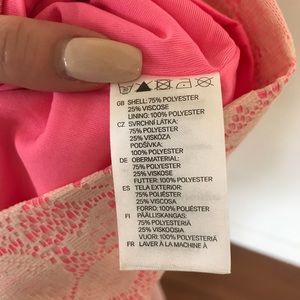 GB SHELL: 75% POLYESTER
25% VISCOSE
LINING: 100% POLYESTER
CZ SVRCHNÍ LÁTKA:
75% POLYESTER
25% VISKÓZA
PODŠÍVKA:
100% POLYESTER
DE OBERMATERIAL:
75% POLYESTER
25% VISKOSE
FUTTER: 100% POLYESTER
ES TELA EXTERIOR:
75% POLIÉSTER
25% VISCOSA
FORRO: 100% POLIÉSTER
FI PÄÄLLIKANGAS:
75% POLYESTERIÄ
25% VISKOOSIA
VUORI: 100% POLYESTERIÄ
FR LAVER À LA MACHINE À